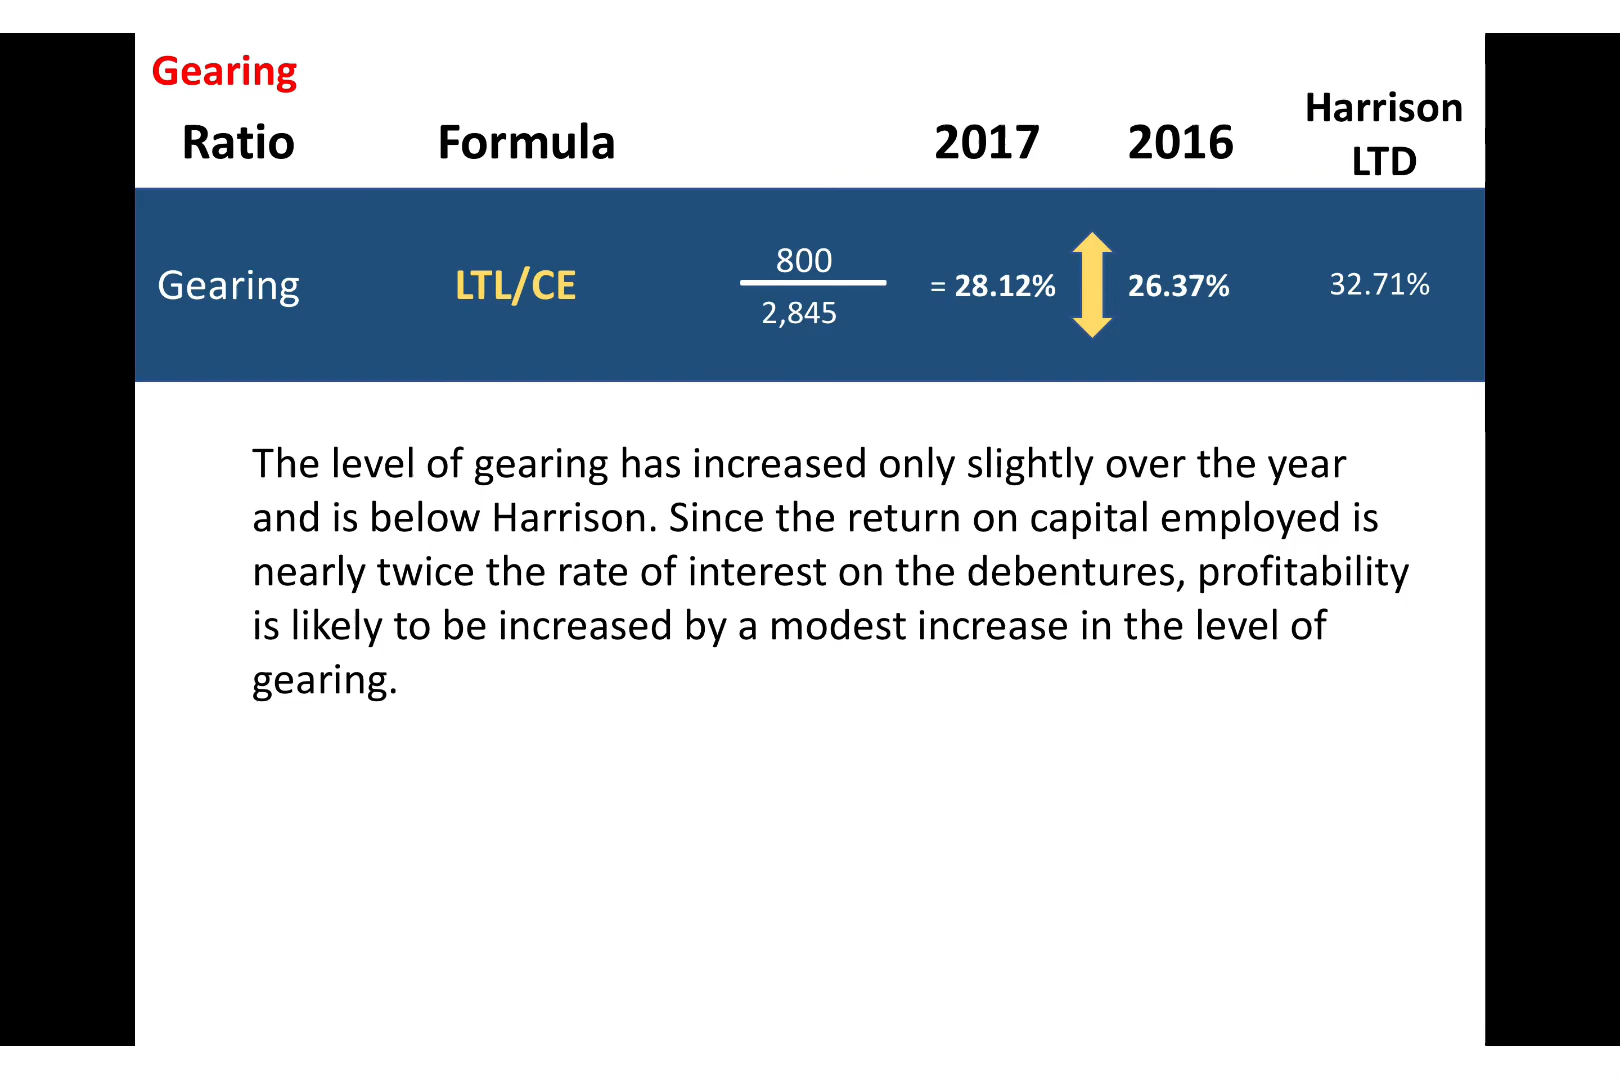 Gearing
Ratio Formula 2017 2016 Harrison LTD
Gearing LTL/CE 800 = 28.12% 26.37% 32.71%
2,845
The level of gearing has increased only slightly over the year
and is below Harrison. Since the return on capital employed is
nearly twice the rate of interest on the debentures, profitability
is likely to be increased by a modest increase in the level of
gearing.